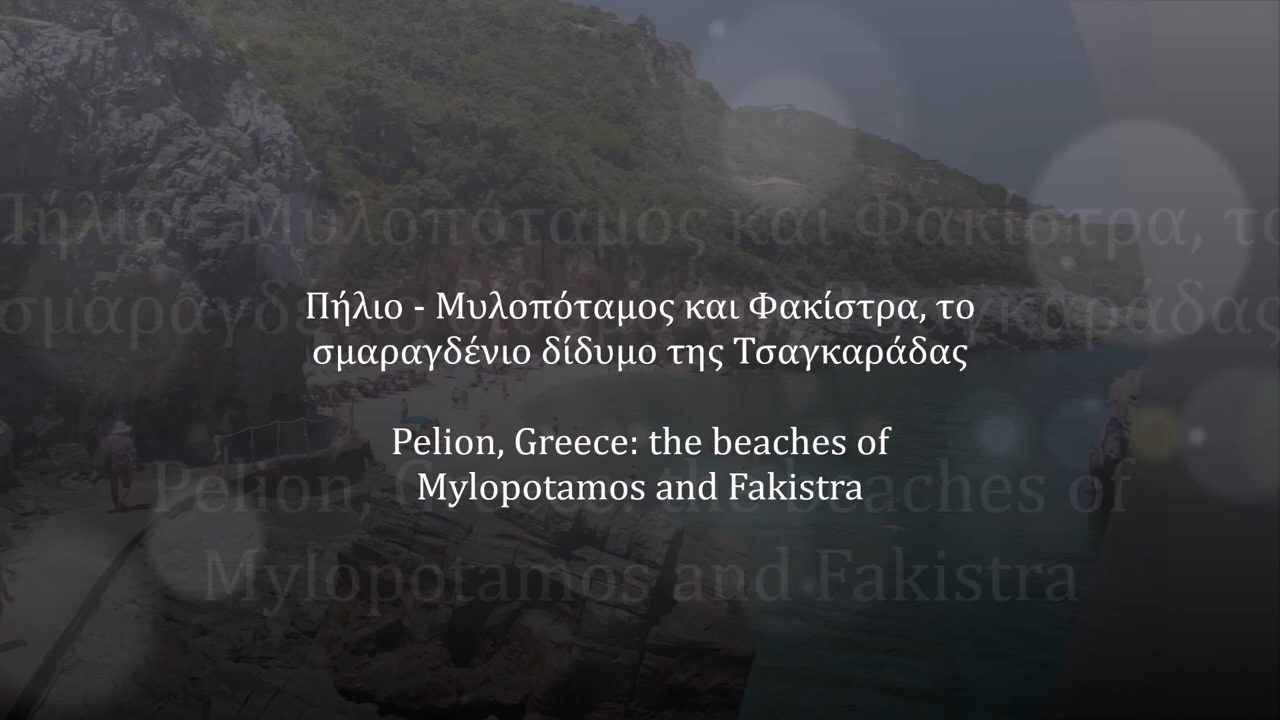 Πήλιο - Μυλοπόταμος και Φακίστρα, το
σμαραγδένιο δίδυμο της Τσαγκαράδας
Pelion, Greece: the beaches of
Mylopotamos and Fakistra